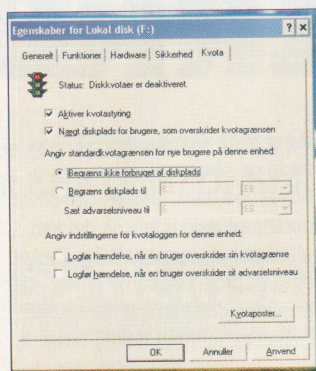 Egenskaber for Lokal disk (F:)
Generelt Funktioner Hardware Sikkerhed Kvota
Status: Diskkvotaer er deaktiveret.
Aktiver kvotastyring
Nægt diskplads for brugere, som overskrider kvotagrænsen
Angiv standardkvotagrænsen for nye brugere på denne enhed:
Begræns ikke forbruget af diskplads
Begræns diskplads til
Sæt advarselsniveau til
Angiv indstillingerne for kvotaloggen for denne enhed:
Logfør hændelse, når en bruger overskrider sin kvotagrænse
Logfør hændelse, når en bruger overskrider sit advarselsniveau
Kvotaposter...
OK Annuller Anvend